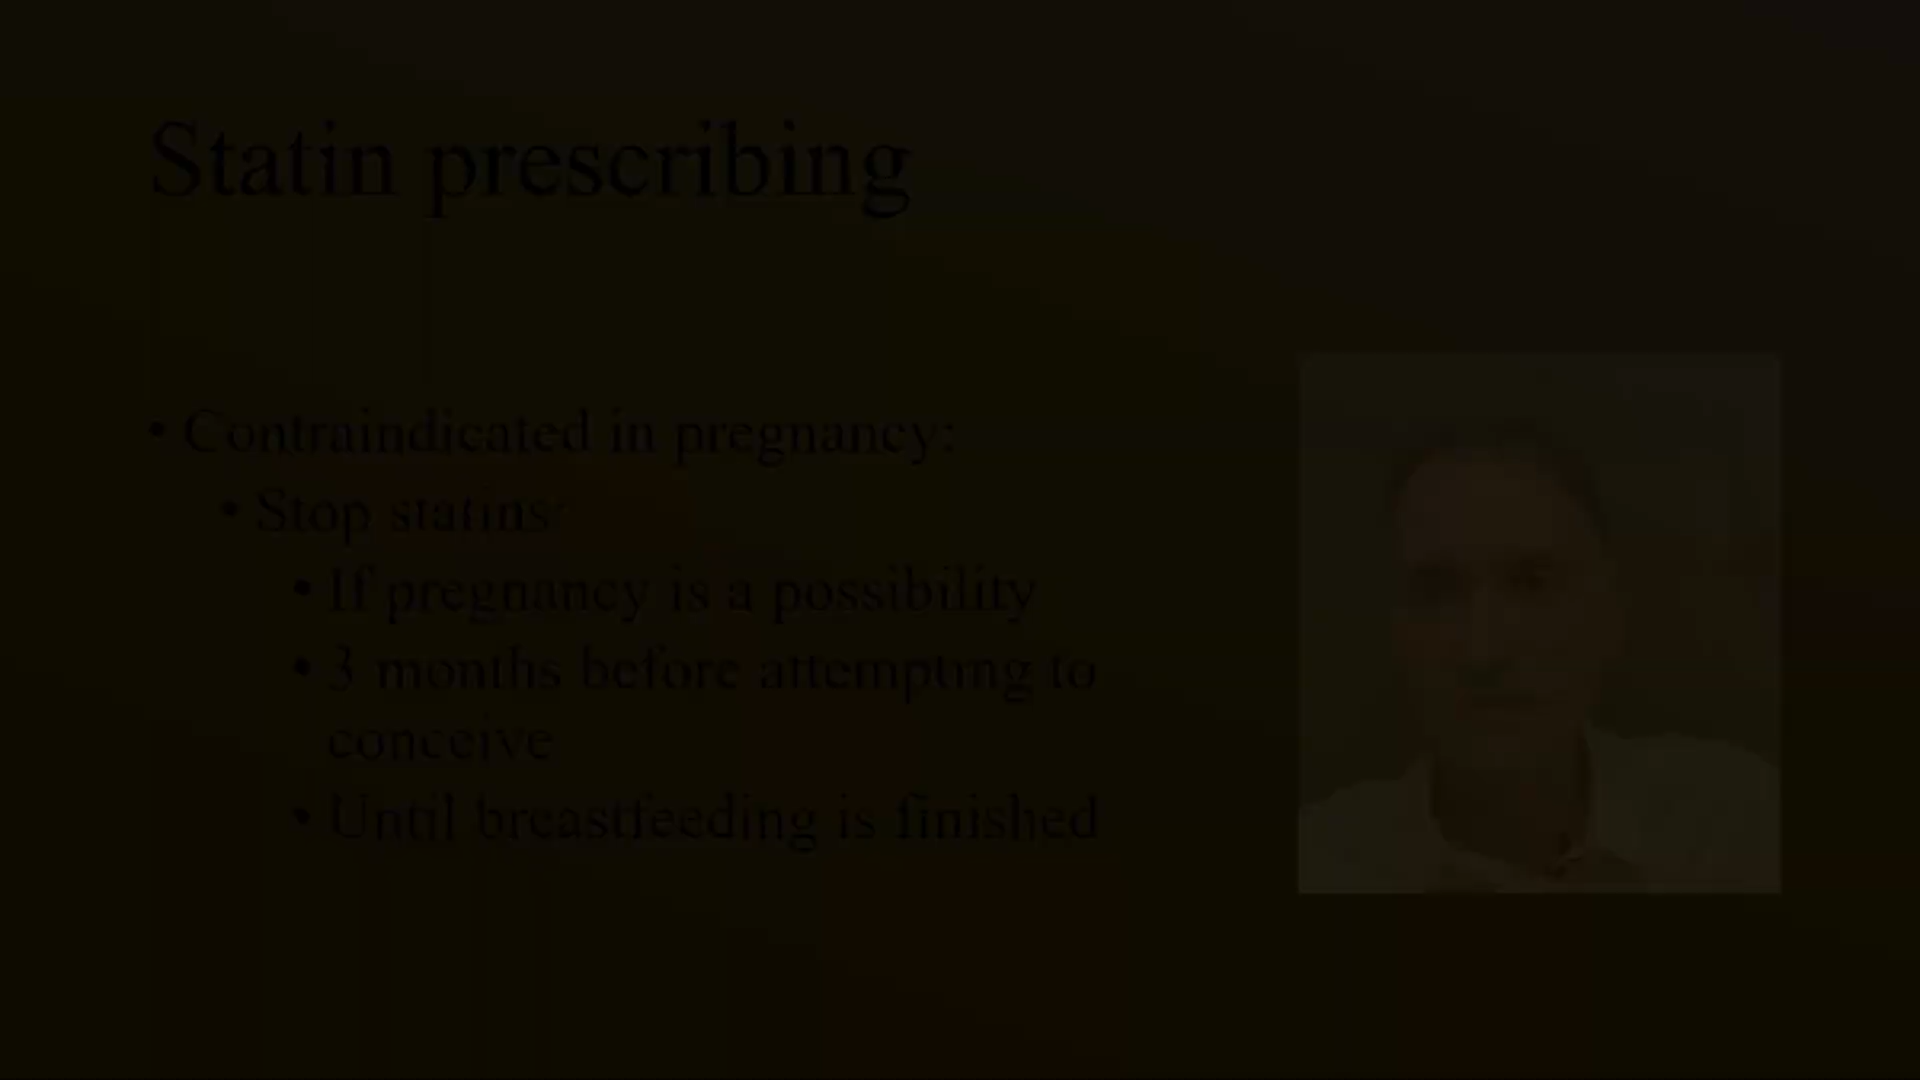 Statin prescribing
• Contraindicated in pregnancy:
• Stop statins:
• If pregnancy is a possibility
• 3 months before attempting to
conceive
• Until breastfeeding is finished